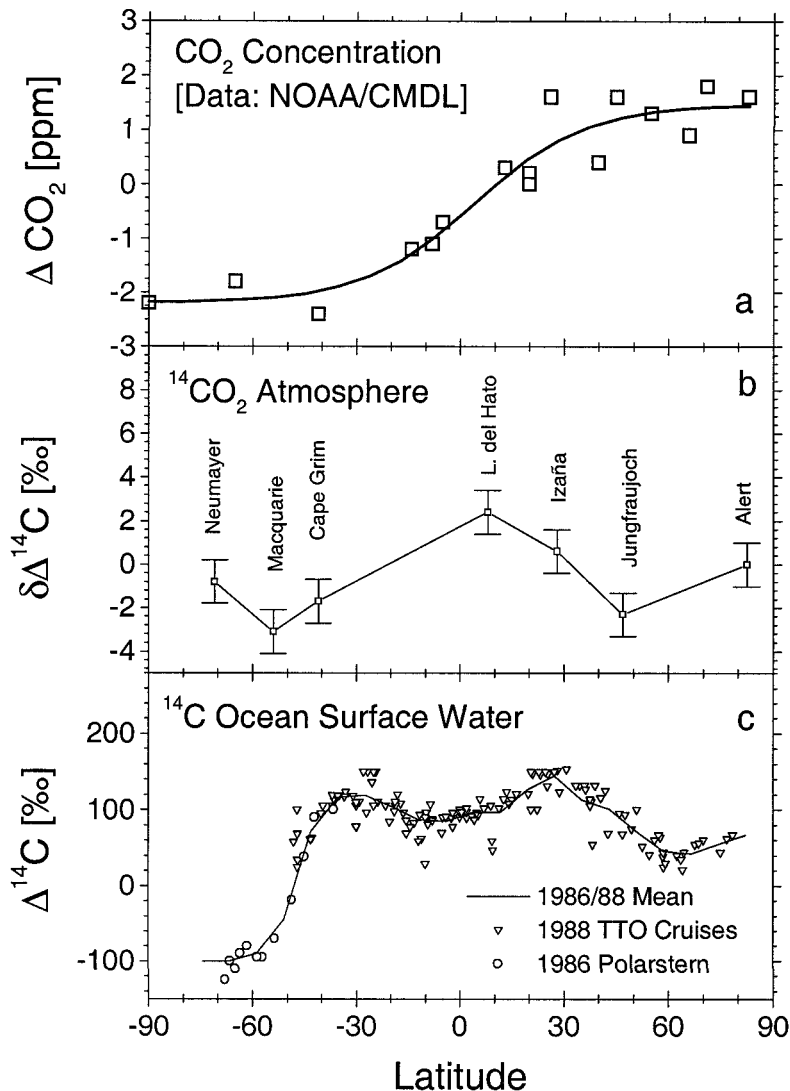 CO₂ Concentration
[Data: NOAA/CMDL]
Δ CO₂ [ppm]
3
2
1
0
-1
-2
-3
a
¹⁴CO₂ Atmosphere
b
δΔ¹⁴C [‰]
8
6
4
2
0
-2
-4
Neumayer
Macquarie
Cape Grim
L. del Hato
Izaña
Jungfraujoch
Alert
¹⁴C Ocean Surface Water
c
Δ¹⁴C [‰]
200
100
0
-100
1986/88 Mean
1988 TTO Cruises
1986 Polarstern
-90 -60 -30 0 30 60 90
Latitude